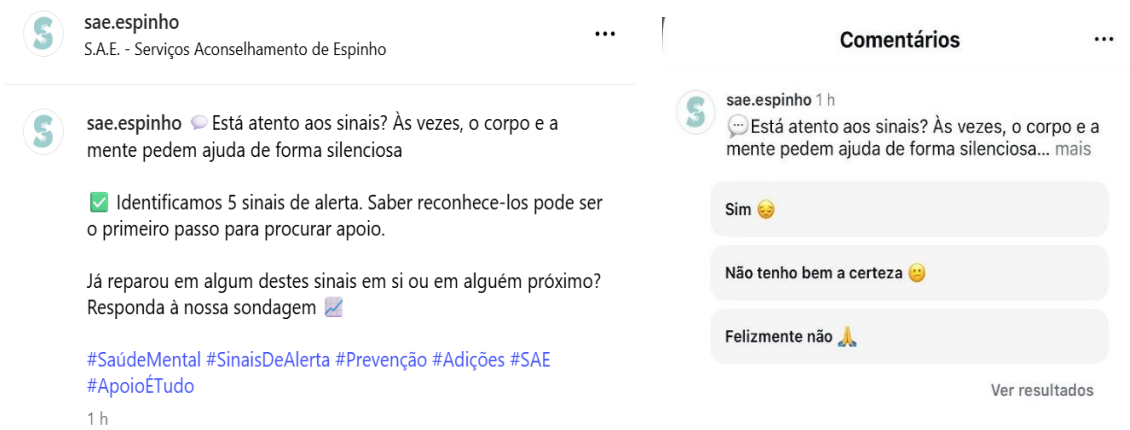 sae.espinho
S.A.E. - Serviços Aconselhamento de Espinho
sae.espinho 💬 Está atento aos sinais? Às vezes, o corpo e a
mente pedem ajuda de forma silenciosa
✅ Identificamos 5 sinais de alerta. Saber reconhece-los pode ser
o primeiro passo para procurar apoio.
Já reparou em algum destes sinais em si ou em alguém próximo?
Responda à nossa sondagem 📈
#SaúdeMental #SinaisDeAlerta #Prevenção #Adições #SAE
#ApoioÉTudo
1 h
Comentários
sae.espinho 1 h
💬Está atento aos sinais? Às vezes, o corpo e a
mente pedem ajuda de forma silenciosa... mais
Sim 😔
Não tenho bem a certeza 😕
Felizmente não 🙏
Ver resultados